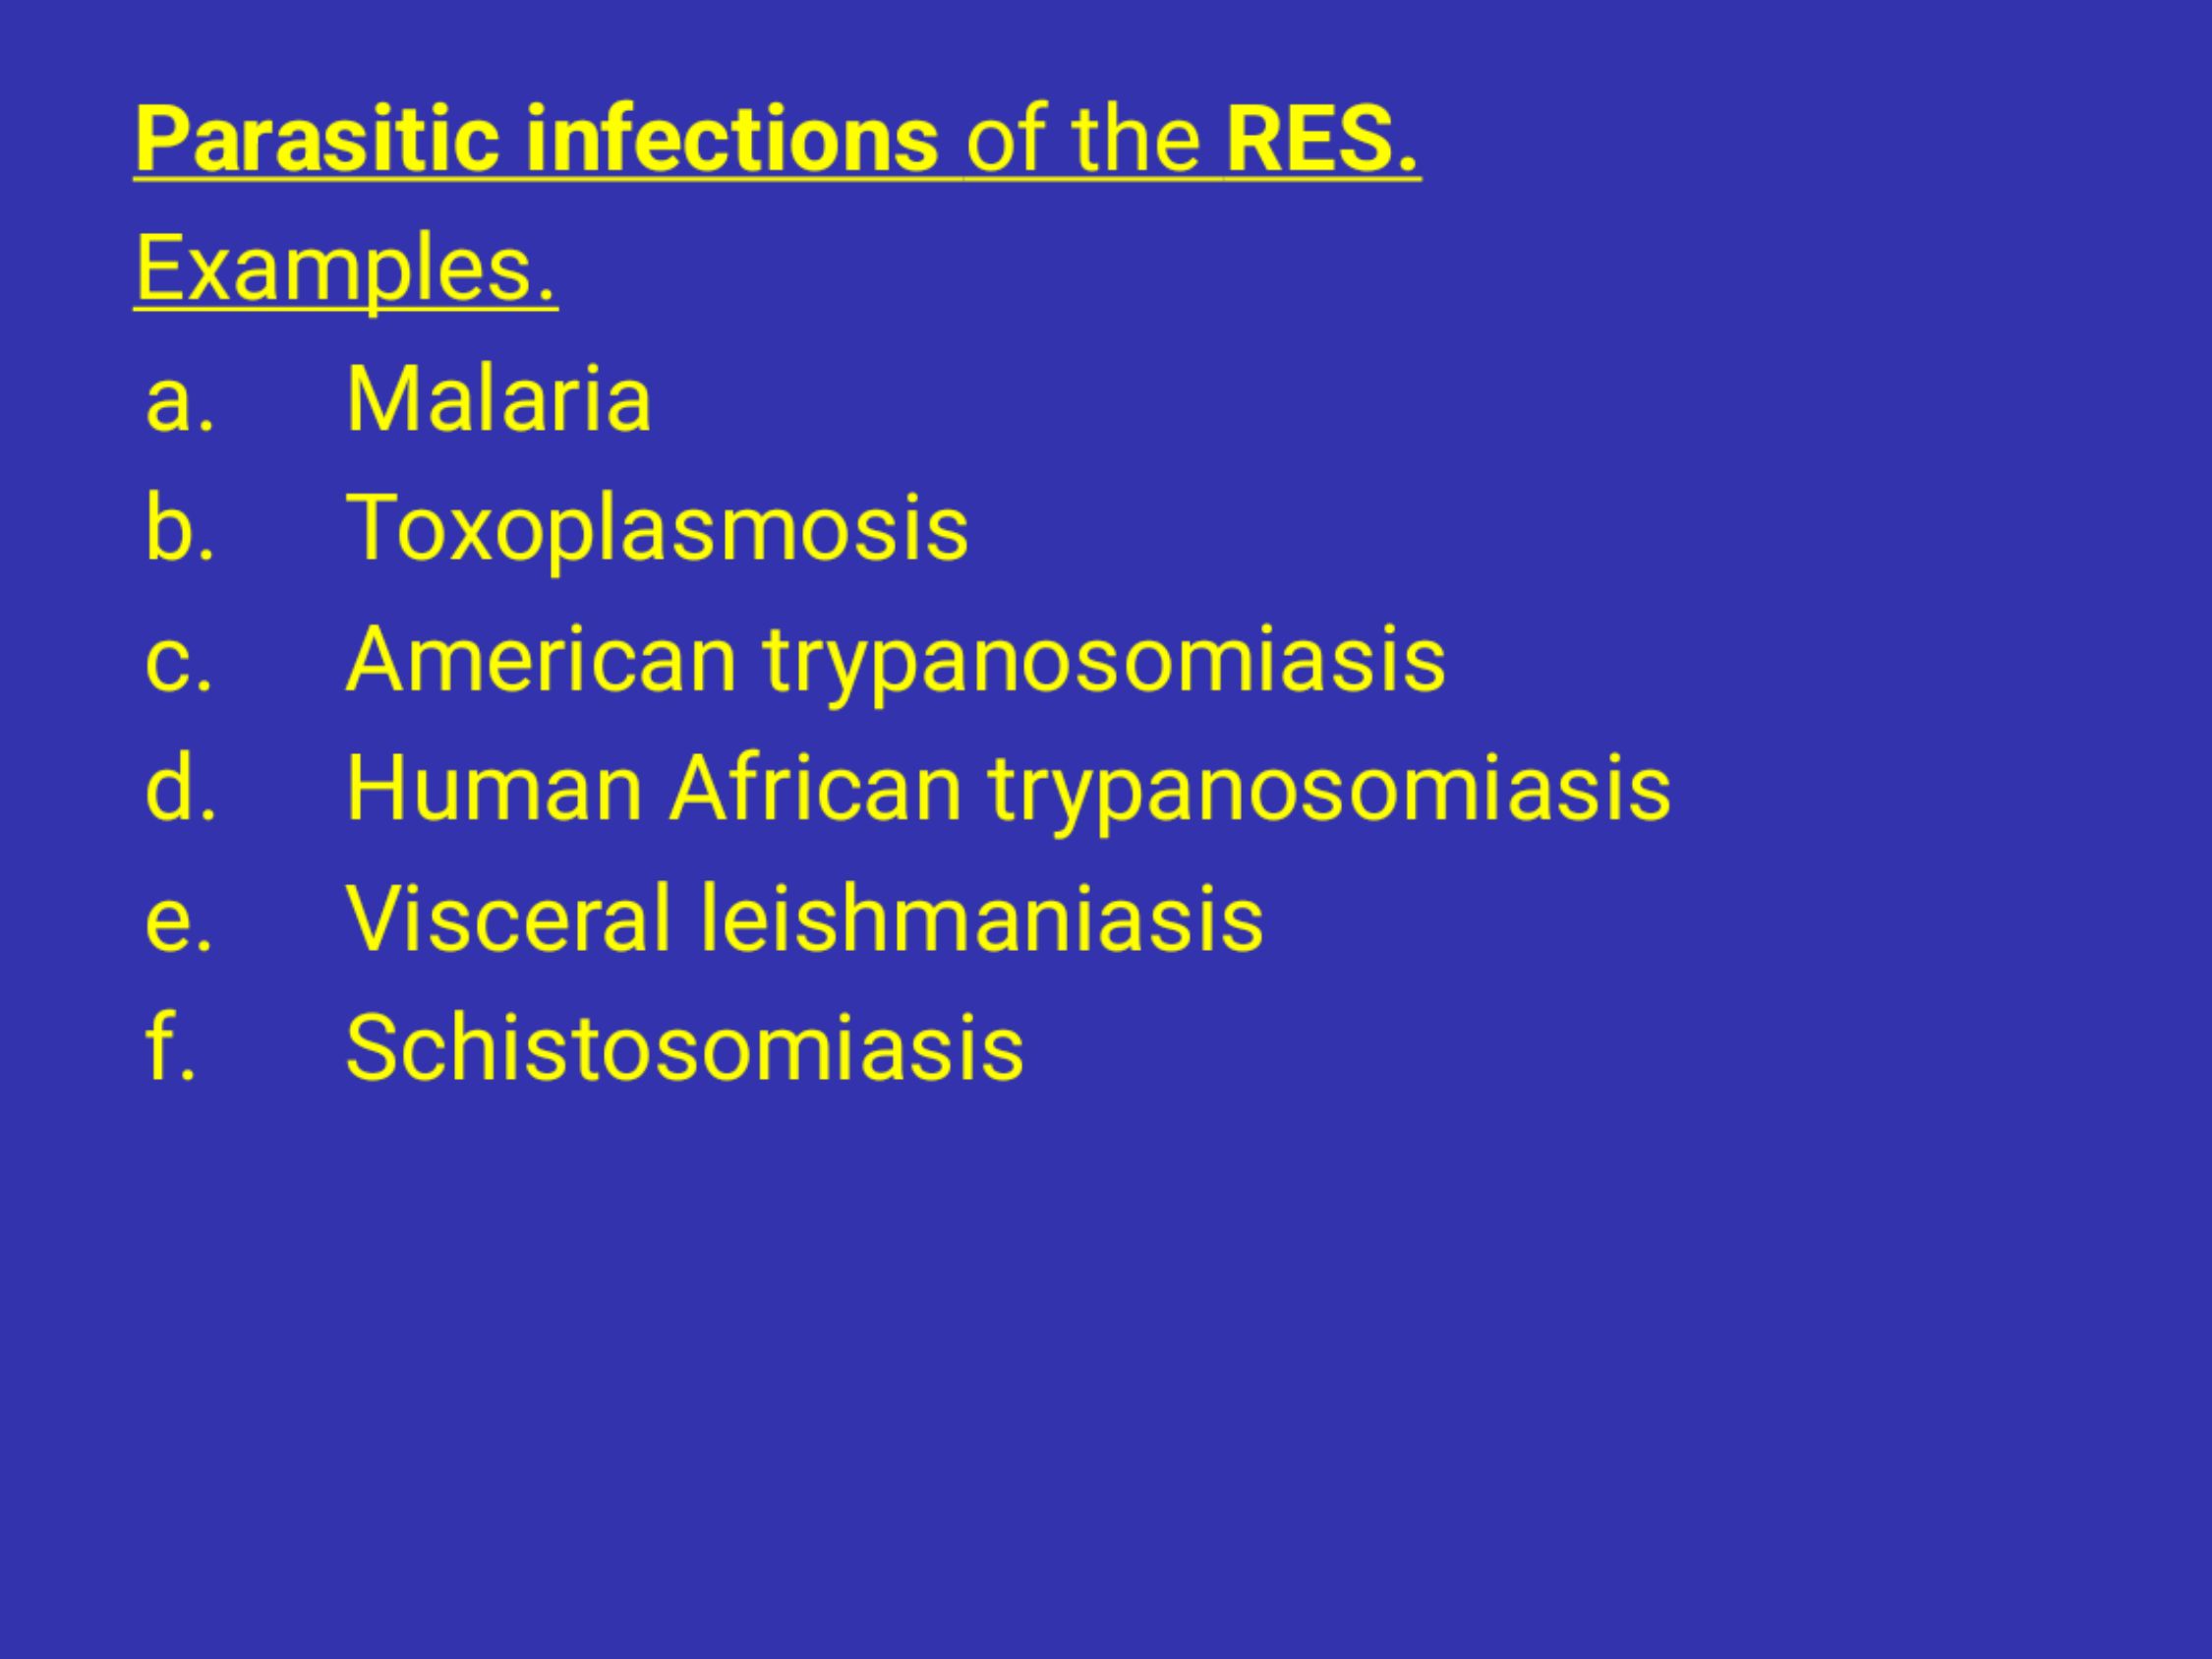 Parasitic infections of the RES.
Examples.
a. Malaria
b. Toxoplasmosis
c. American trypanosomiasis
d. Human African trypanosomiasis
e. Visceral leishmaniasis
f. Schistosomiasis